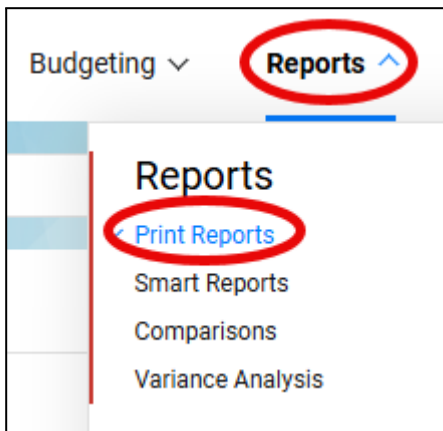 Budgeting Reports
Reports
Print Reports
Smart Reports
Comparisons
Variance Analysis